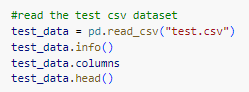 #read the test csv dataset
test_data = pd.read_csv("test.csv")
test_data.info()
test_data.columns
test_data.head()